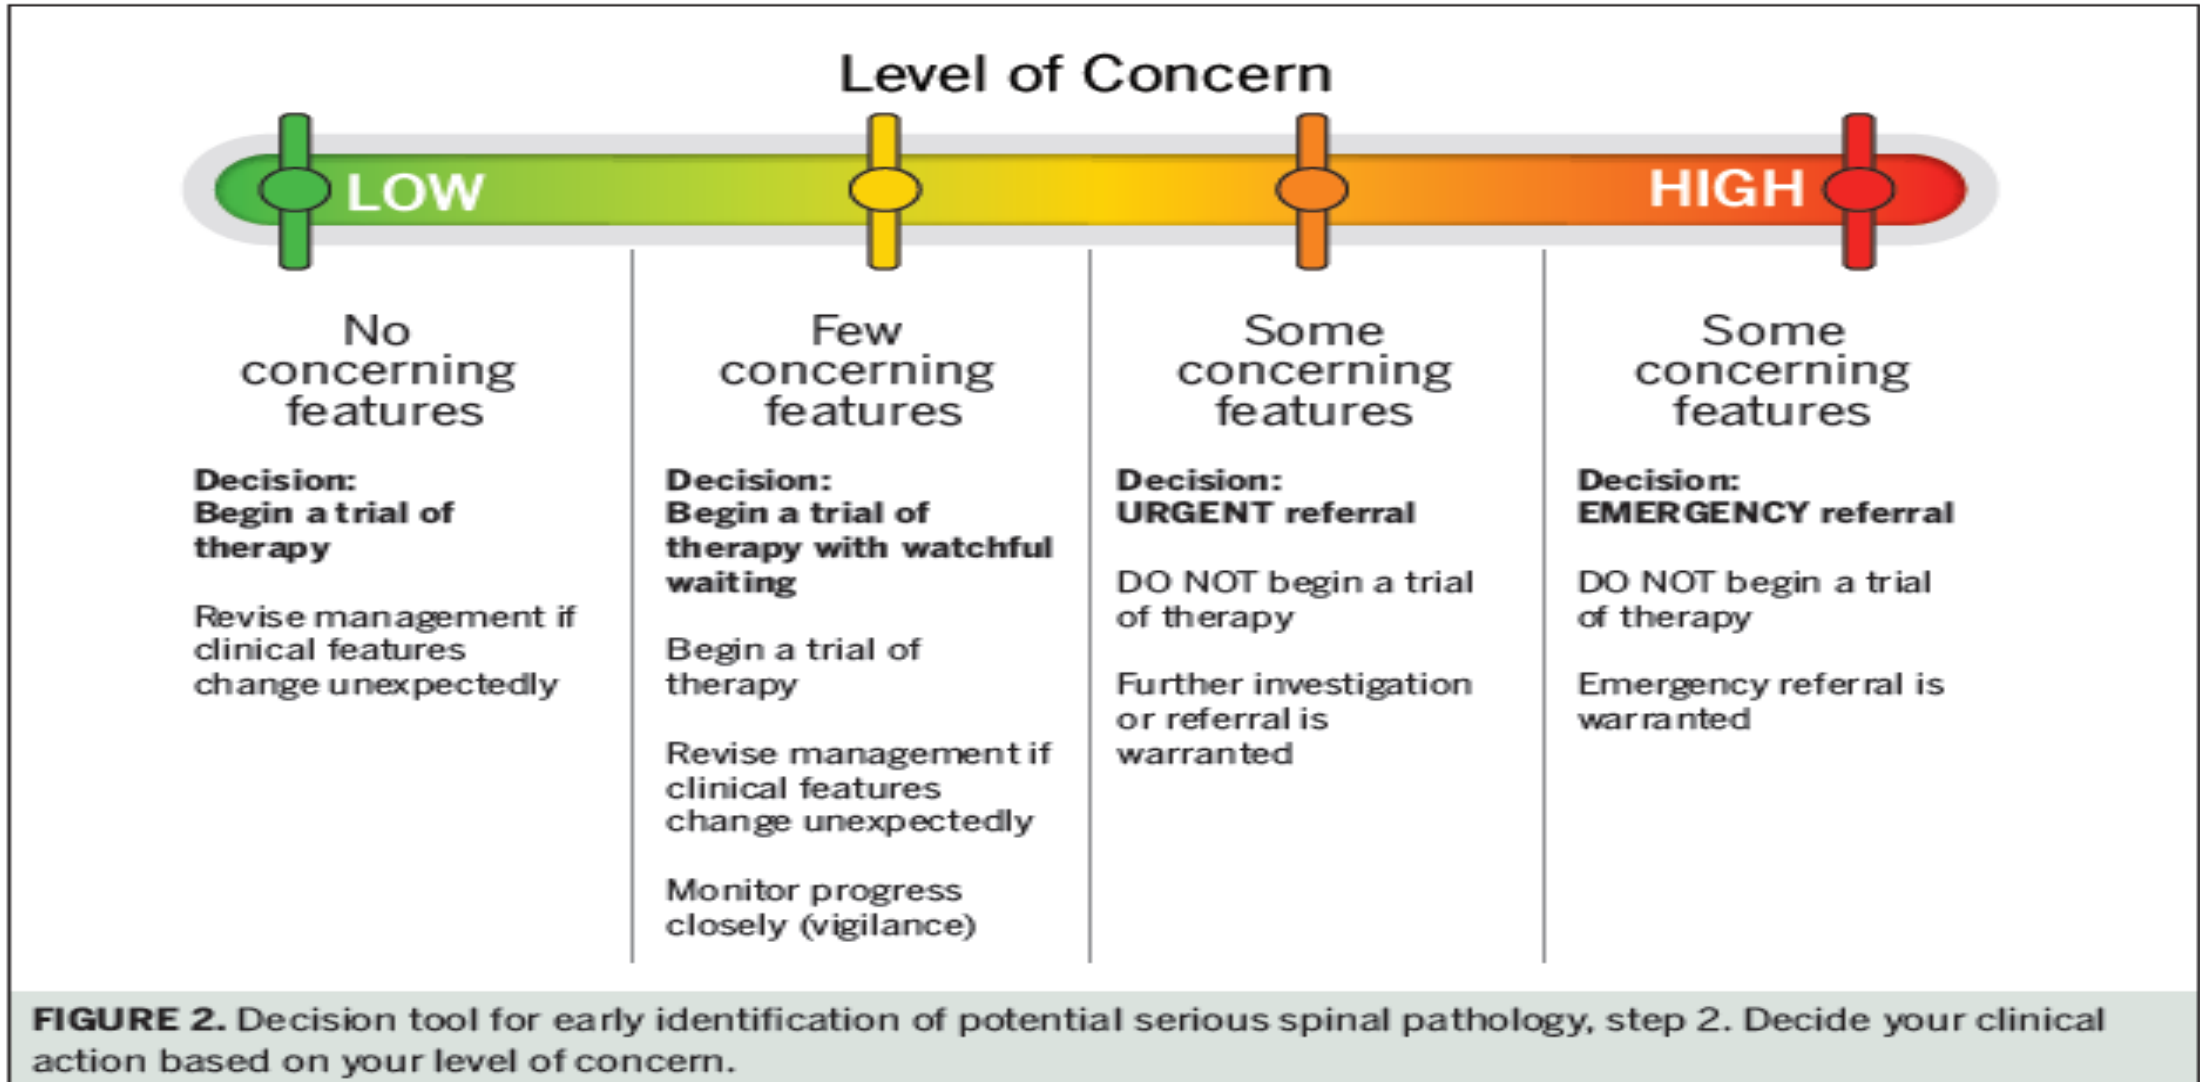 Level of Concern
LOW
HIGH
No
concerning
features
Decision:
Begin a trial of
therapy
Revise management if
clinical features
change unexpectedly
Few
concerning
features
Decision:
Begin a trial of
therapy with watchful
waiting
Begin a trial of
therapy
Revise management if
clinical features
change unexpectedly
Monitor progress
closely (vigilance)
Some
concerning
features
Decision:
URGENT referral
DO NOT begin a trial
of therapy
Further investigation
or referral is
warranted
Some
concerning
features
Decision:
EMERGENCY referral
DO NOT begin a trial
of therapy
Emergency referral is
warranted
FIGURE 2. Decision tool for early identification of potential serious spinal pathology, step 2. Decide your clinical
action based on your level of concern.